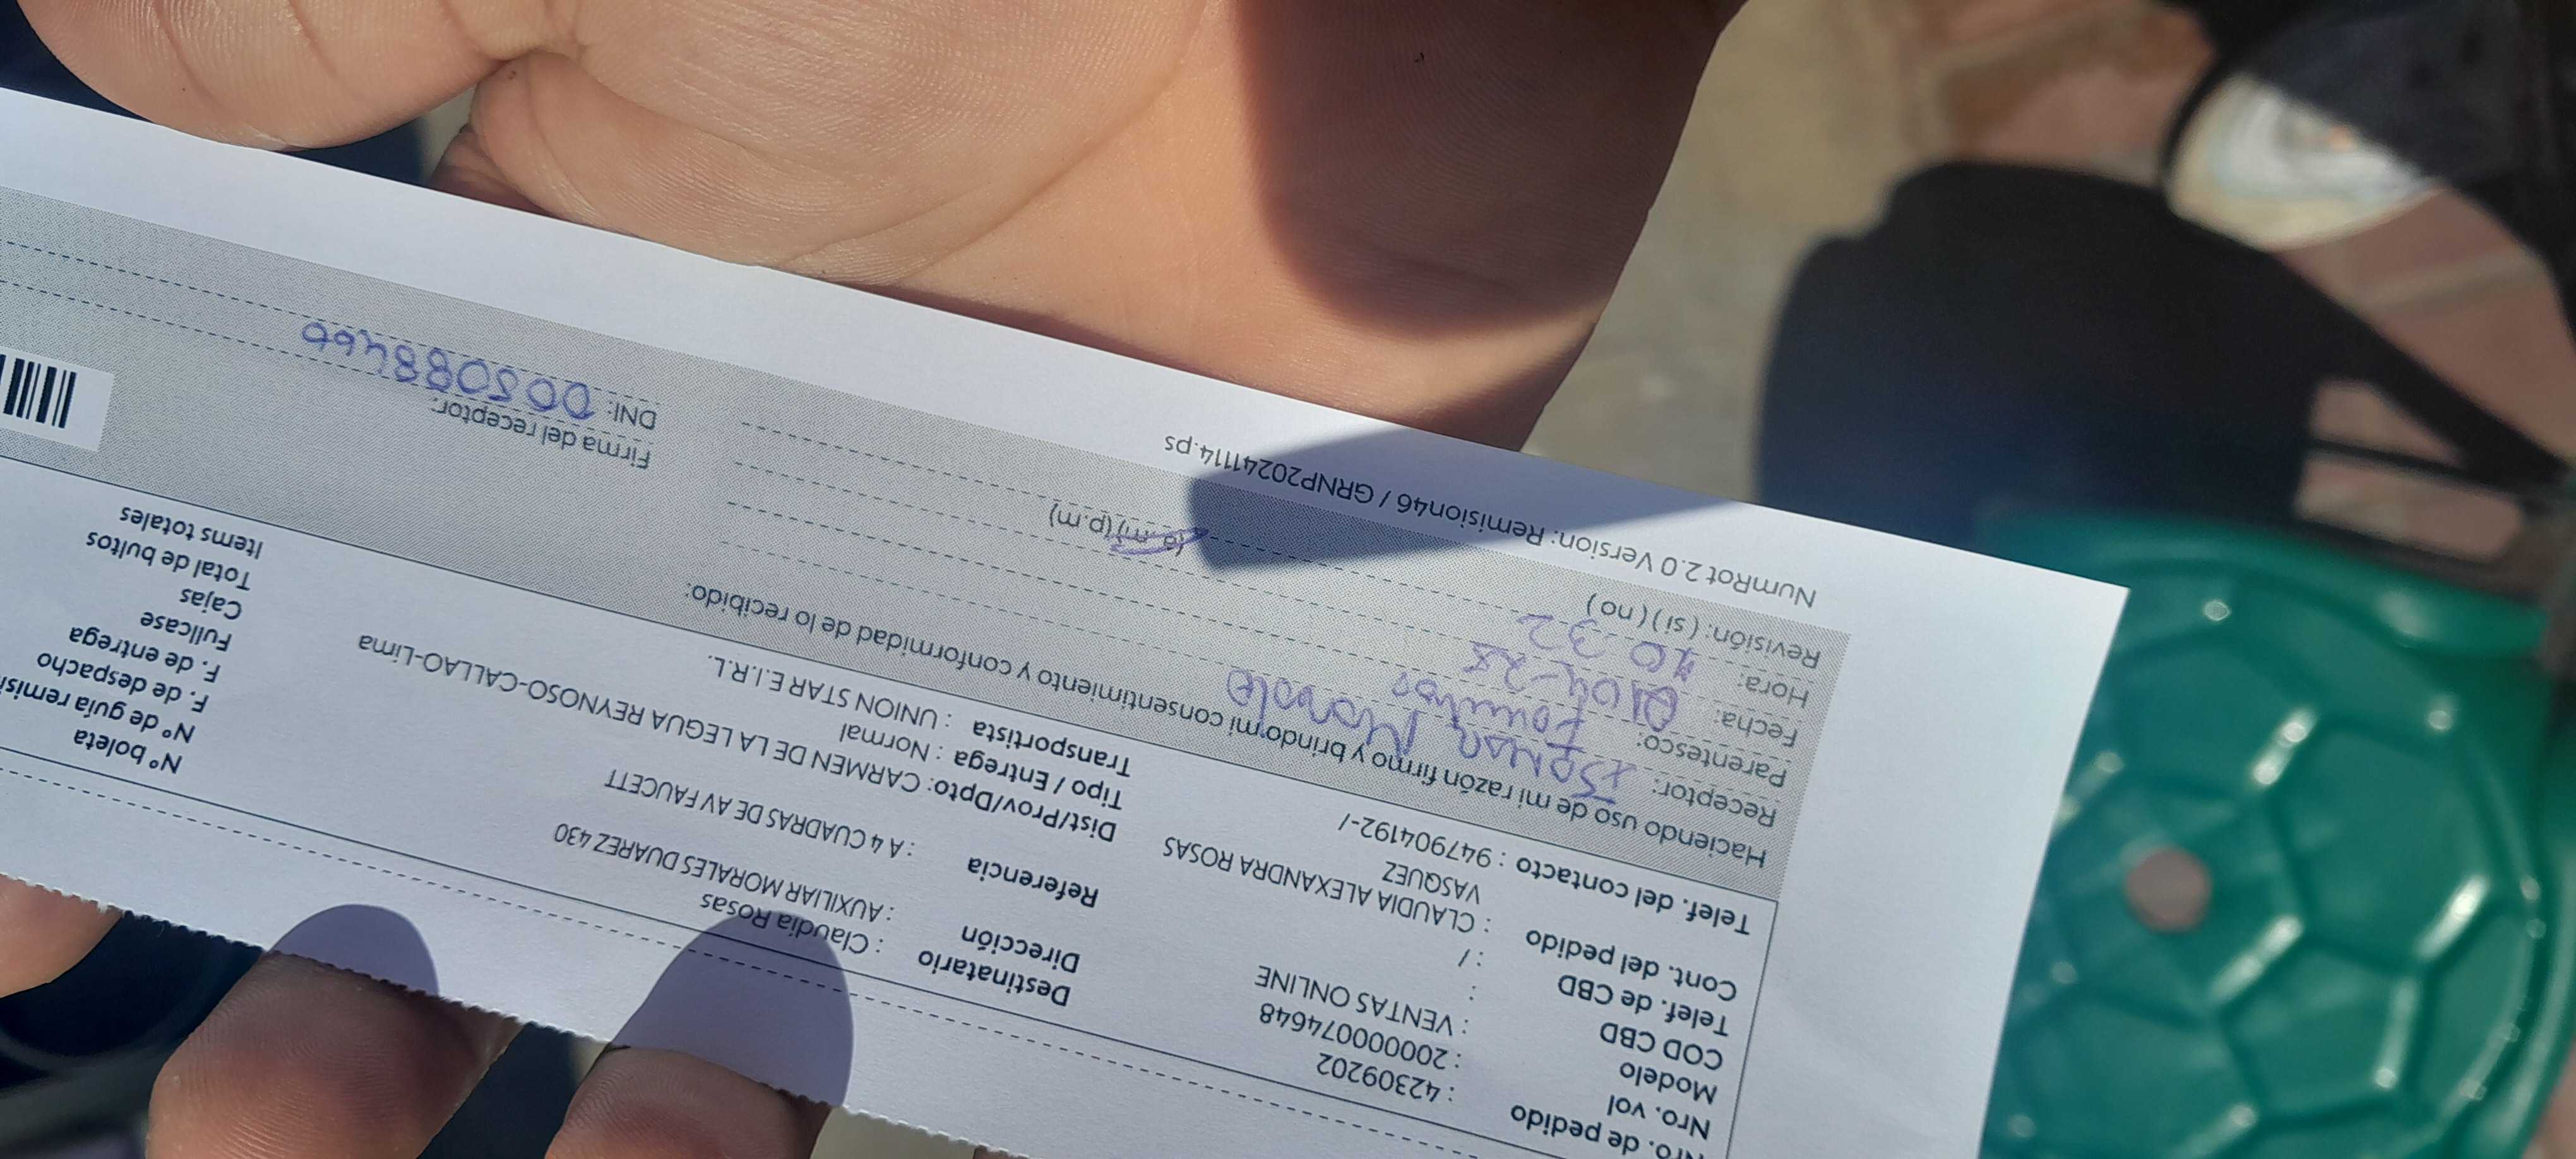 Nro. de pedido : 42309202
Nro. vol : 200000074648
Modelo : VENTAS ONLINE
COD CBD :
Telef. de CBD : /
Cont. del pedido : CLAUDIA ALEXANDRA ROSAS
VASQUEZ
Telef. del contacto : 947904192-/
Destinatario : Claudia Rosas
Dirección : AUXILIAR MORALES DUAREZ 430
Referencia : A 4 CUADRAS DE AV FAUCETT
Dist/Prov/Dpto: CARMEN DE LA LEGUA REYNOSO-CALLAO-Lima
Tipo / Entrega : Normal
Transportista : UNION STAR E.I.R.L.
Nº boleta
Nº de guía remisi
F. de despacho
F. de entrega
Fullcase
Cajas
Total de bultos
Items totales
Haciendo uso de mi razón firmo y brindo mi consentimiento y conformidad de lo recibido:
Receptor:
Parentesco:
Fecha:
Hora: 10 32 (a.m)/(p.m)
Revisión: ( si ) ( no )
Firma del receptor:
DNI:
NumRot 2.0 Version: Remision46 / GRNP20241114.ps